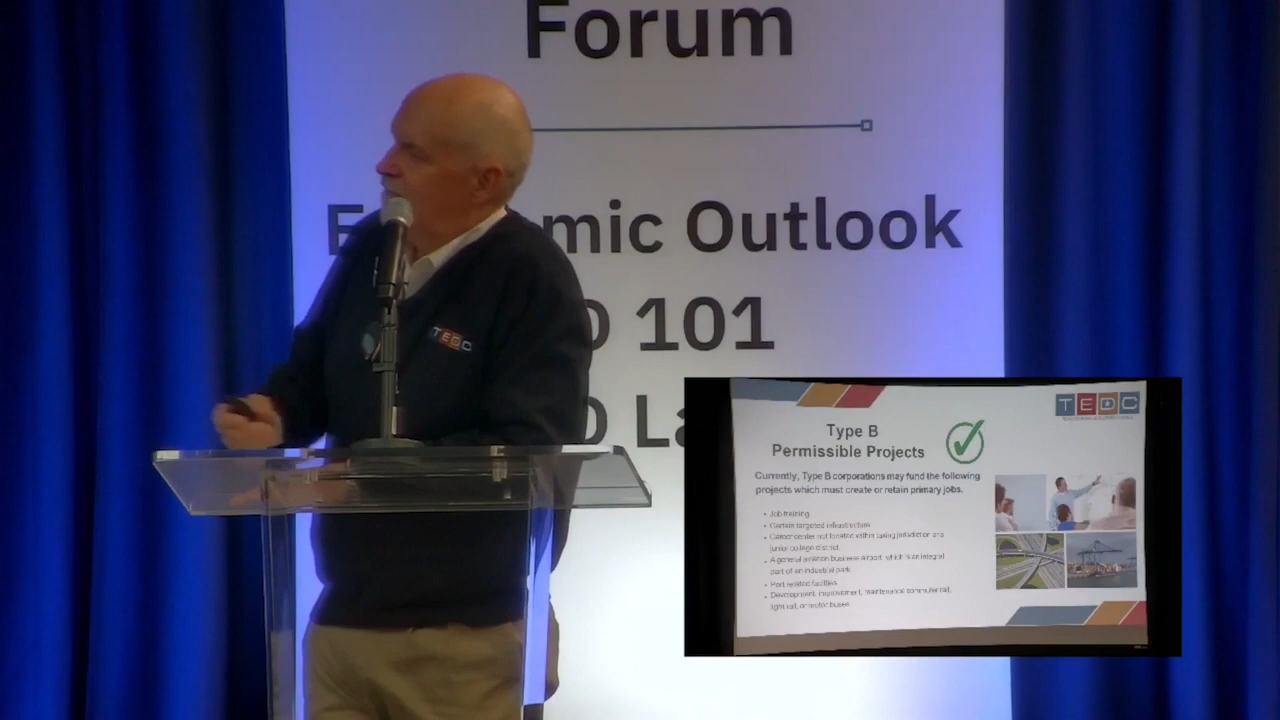 Forum
mic Outlook
101
TEDC
TEDC
Type B
Permissible Projects
Currently, Type B corporations may fund the following
projects which must create or retain primary jobs.
• Job training
• Certain targeted infrastructure
• Career center not located within taxing jurisdiction of a
junior college district
• A general aviation business airport, which is an integral
part of an industrial park
• Port related facilities
• Development, improvement, maintenance commuter rail,
light rail, or motor buses